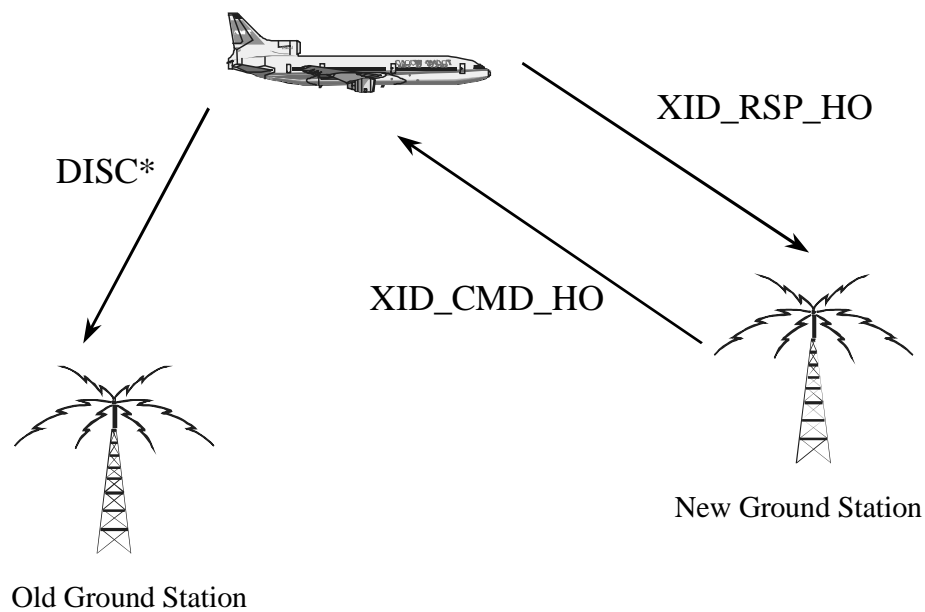 XID_RSP_HO
DISC*
XID_CMD_HO
New Ground Station
Old Ground Station